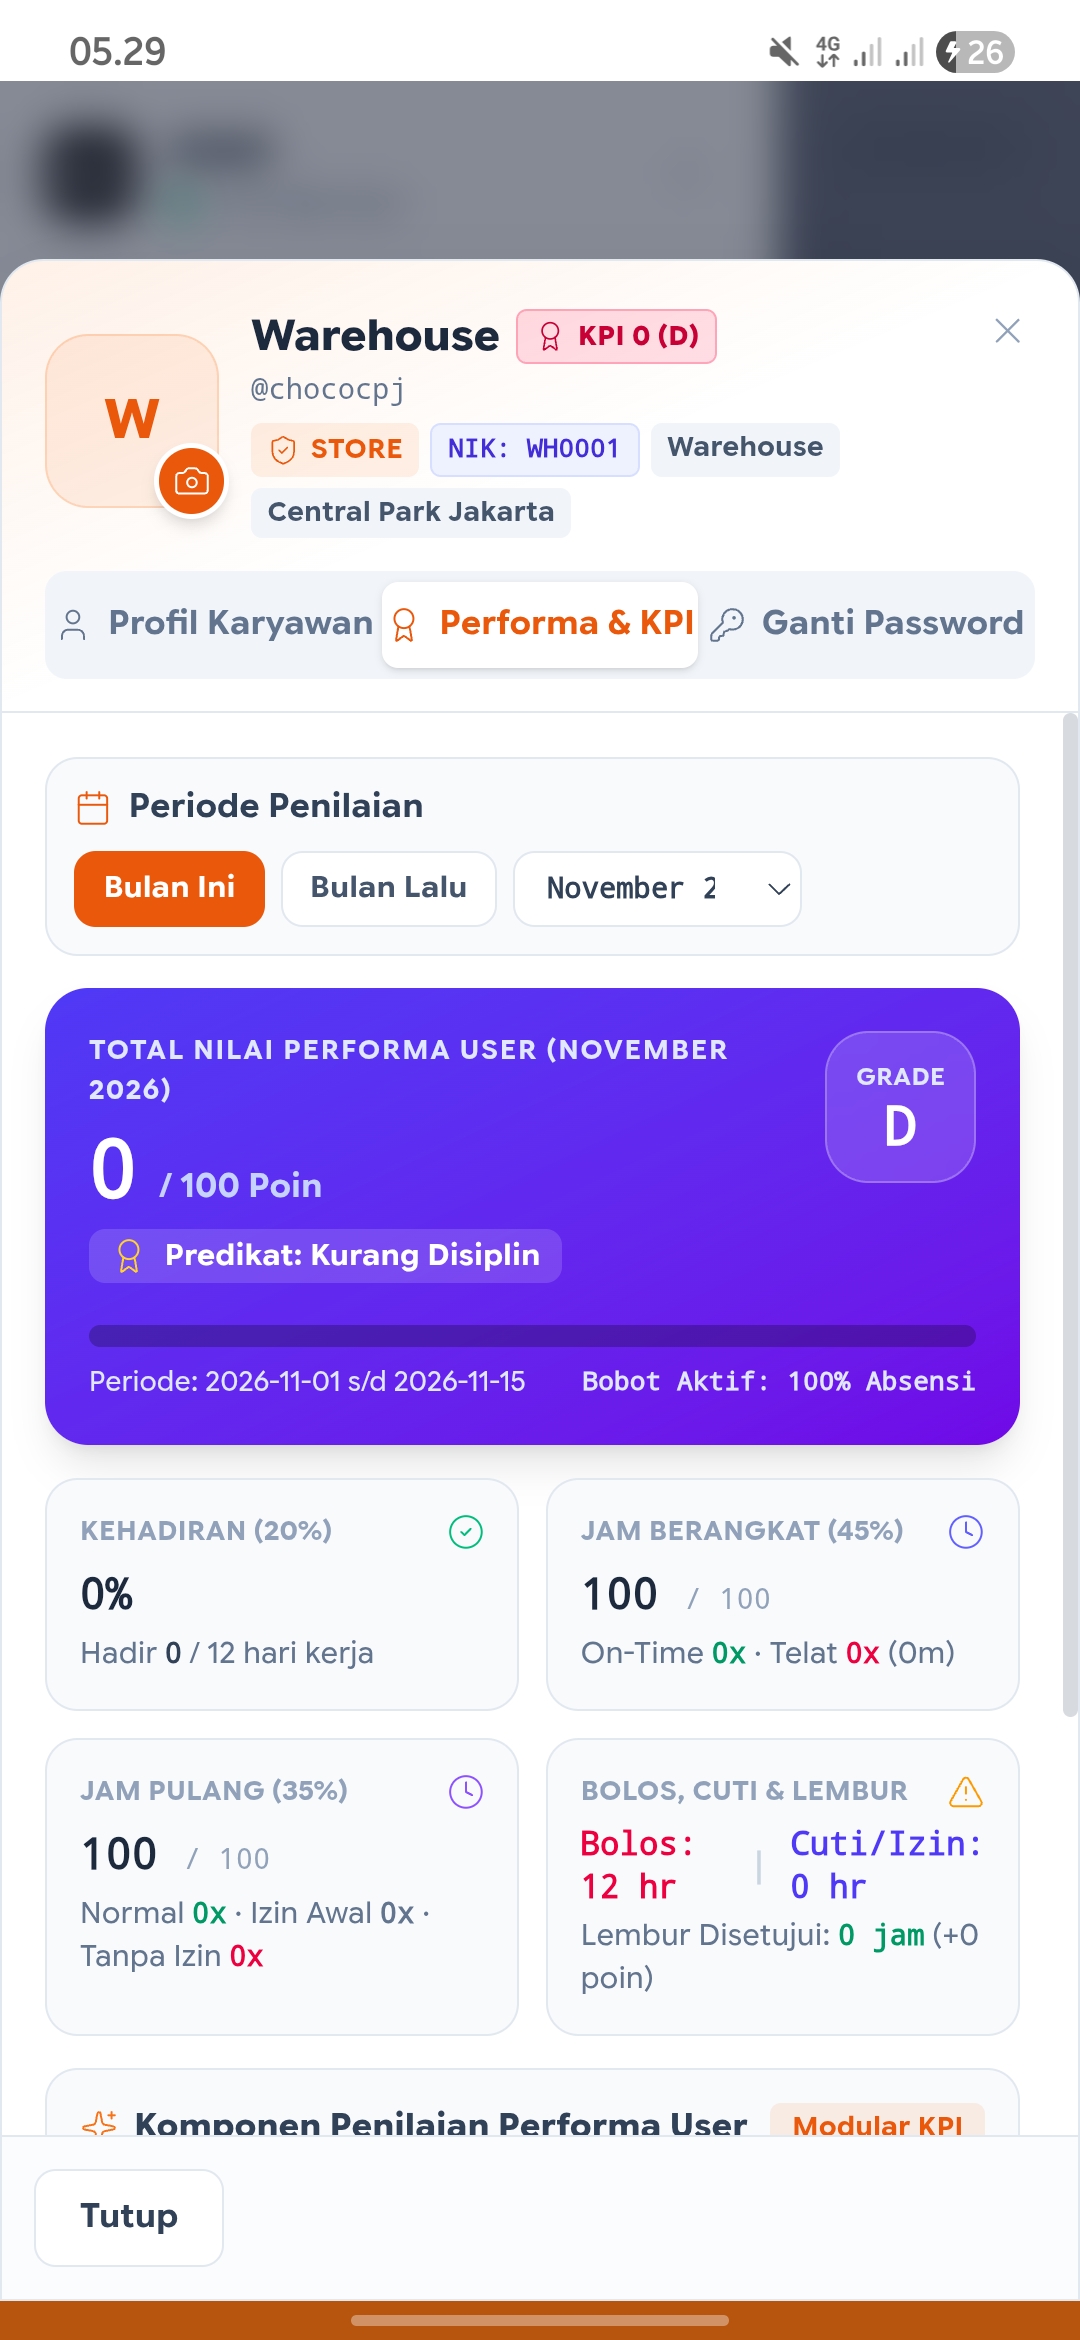 05.29
4G
26
Warehouse
KPI 0 (D)
@chococpj
W
STORE
NIK: WH0001
Warehouse
Central Park Jakarta
Profil Karyawan
Performa & KPI
Ganti Password
Periode Penilaian
Bulan Ini
Bulan Lalu
November 2
TOTAL NILAI PERFORMA USER (NOVEMBER
2026)
GRADE
D
0 / 100 Poin
Predikat: Kurang Disiplin
Periode: 2026-11-01 s/d 2026-11-15
Bobot Aktif: 100% Absensi
KEHADIRAN (20%)
0%
Hadir 0 / 12 hari kerja
JAM BERANGKAT (45%)
100 / 100
On-Time 0x · Telat 0x (0m)
JAM PULANG (35%)
100 / 100
Normal 0x · Izin Awal 0x ·
Tanpa Izin 0x
BOLOS, CUTI & LEMBUR
Bolos:
12 hr
|
Cuti/Izin:
0 hr
Lembur Disetujui: 0 jam (+0
poin)
Komponen Penilaian Performa User
Modular KPI
Tutup